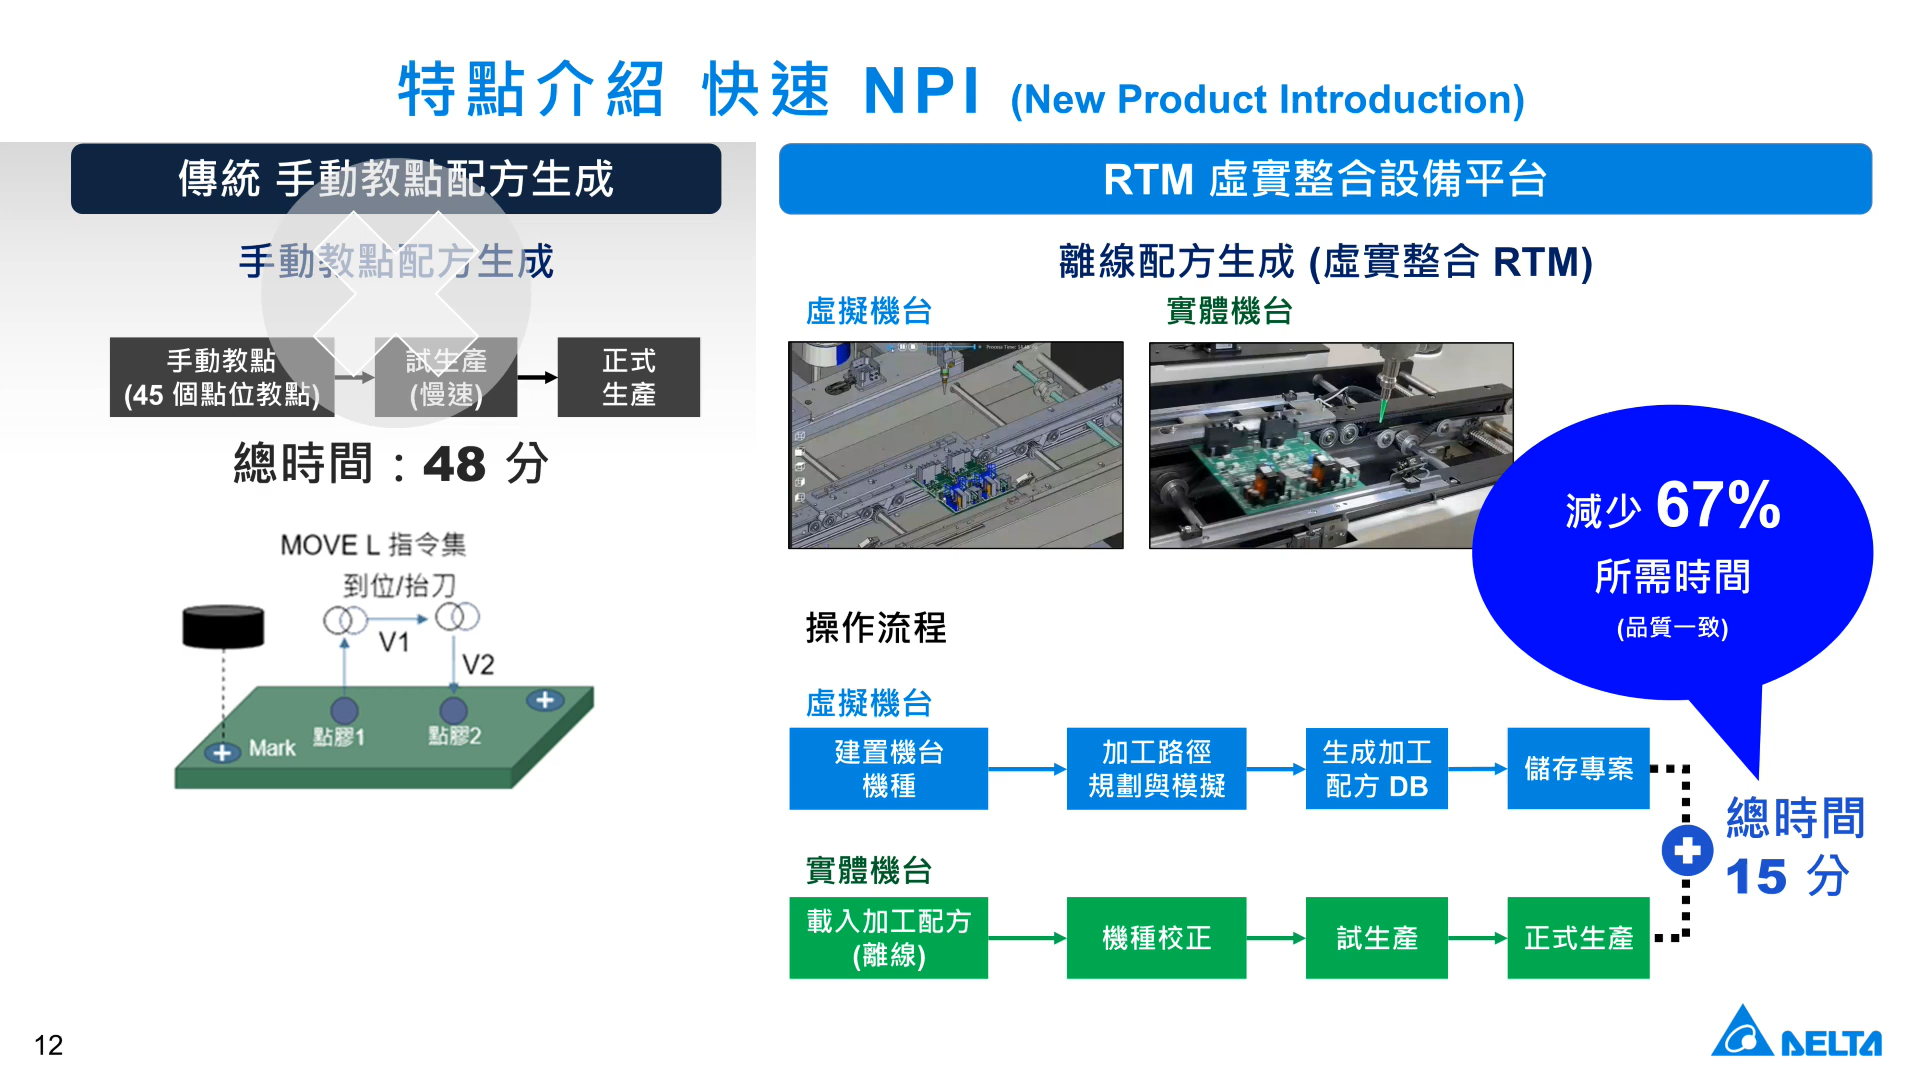 特點介紹 快速 NPI (New Product Introduction)
傳統 手動教點配方生成
手動教點配方生成
手動教點
(45 個點位教點)
試生產
(慢速)
正式
生產
總時間：48 分
MOVE L 指令集
到位/抬刀
V1
V2
Mark
點膠1
點膠2
RTM 虛實整合設備平台
離線配方生成 (虛實整合 RTM)
虛擬機台
實體機台
減少 67%
所需時間
(品質一致)
操作流程
虛擬機台
建置機台
機種
加工路徑
規劃與模擬
生成加工
配方 DB
儲存專案
實體機台
載入加工配方
(離線)
機種校正
試生產
正式生產
總時間
15 分
12
DELTA